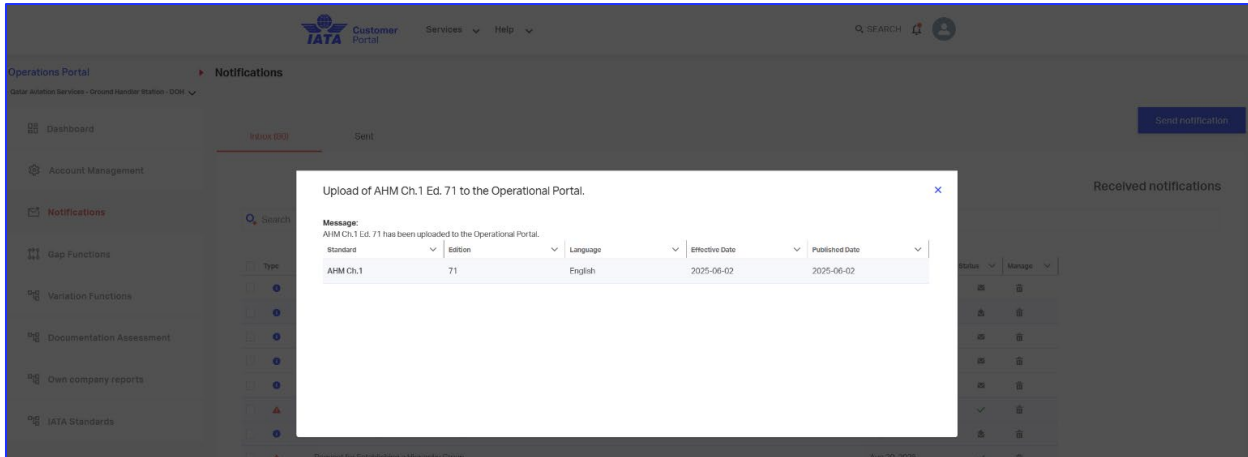 IATA
Customer
Portal
Services
Help
SEARCH
Operations Portal
Notifications
Qatar Aviation Services - Ground Handler Station - DOH
Send notification
Dashboard
Sent
Account Management
Upload of AHM Ch.1 Ed. 71 to the Operational Portal.
Received notifications
Notifications
Search
Message:
AHM Ch.1 Ed. 71 has been uploaded to the Operational Portal.
Standard Edition Language Effective Date Published Date
Gap Functions
Type
Status Manage
AHM Ch.1 71 English 2025-06-02 2025-06-02
Variation Functions
Documentation Assessment
Own company reports
IATA Standards